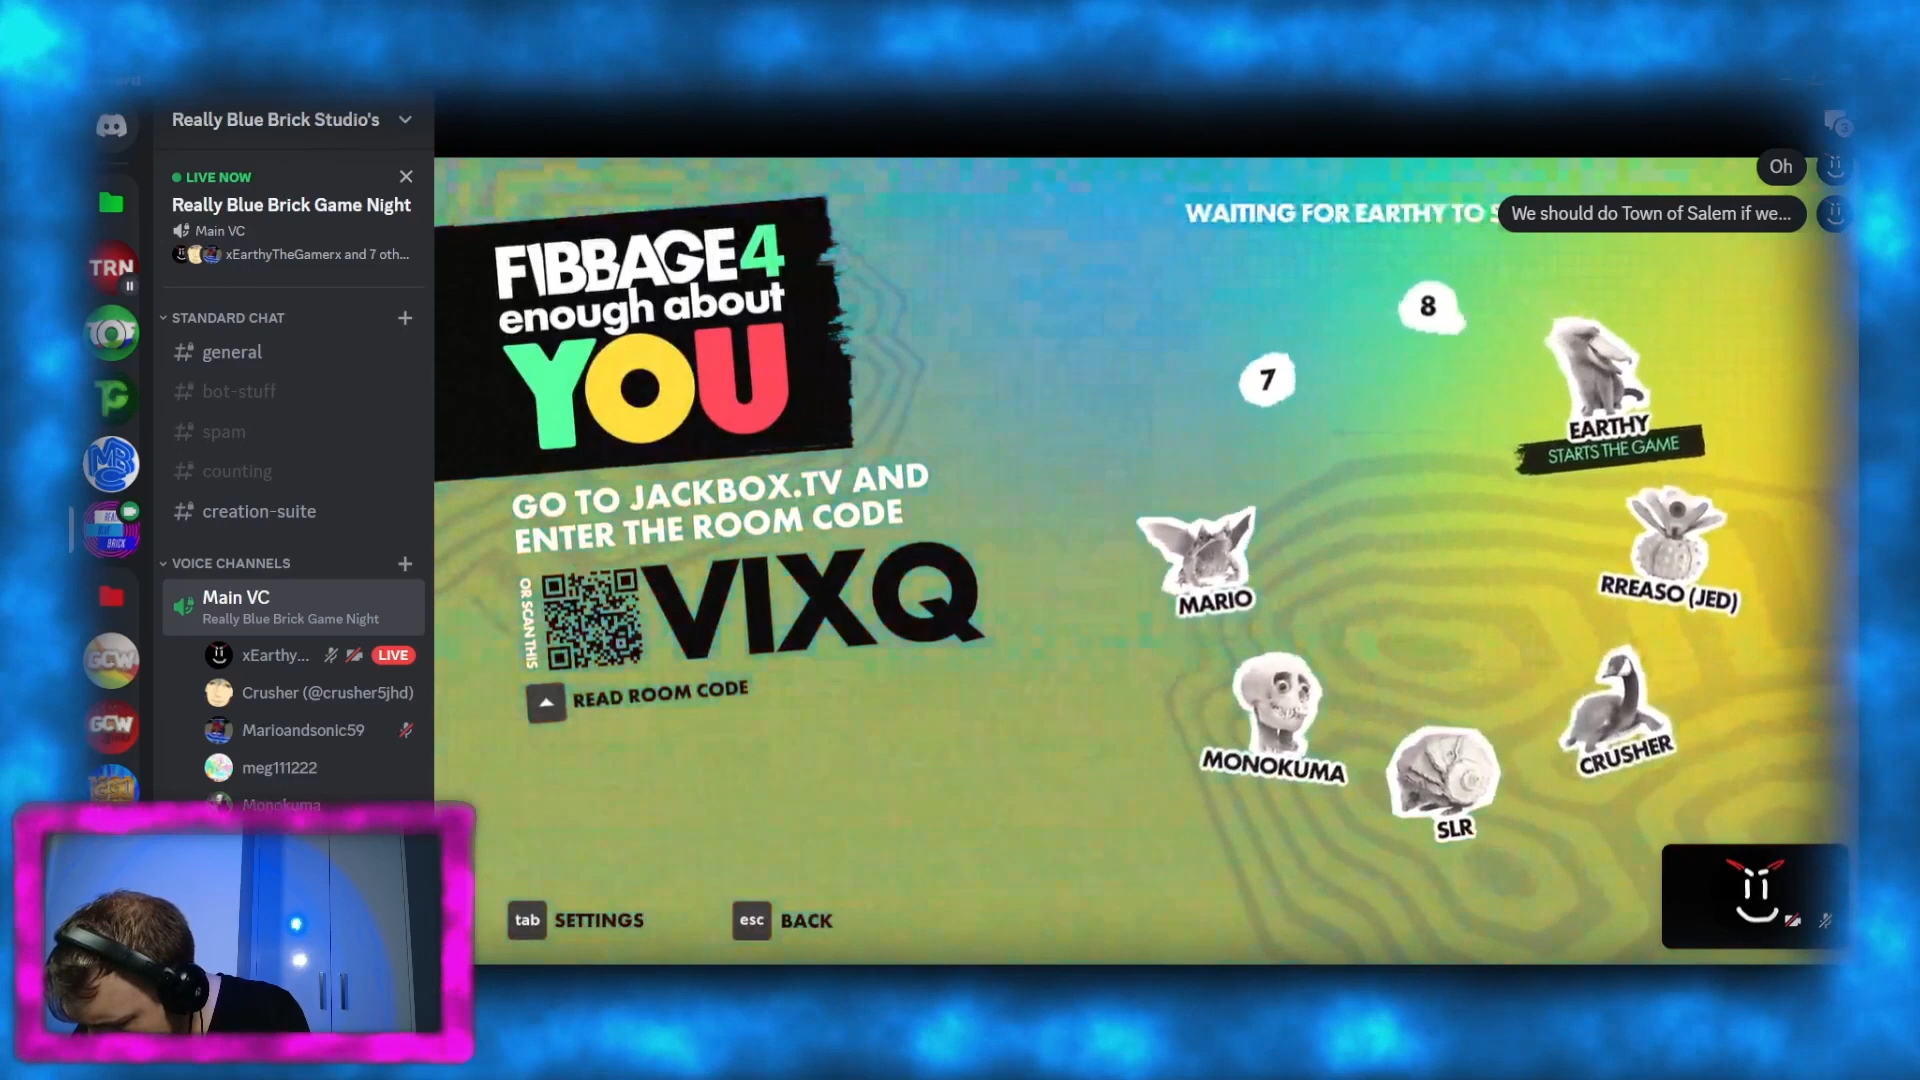 Really Blue Brick Studio's
LIVE NOW
Really Blue Brick Game Night
Main VC
xEarthyTheGamerx and 7 oth...
STANDARD CHAT
general
bot-stuff
spam
counting
creation-suite
VOICE CHANNELS
Main VC
Really Blue Brick Game Night
xEarthy... LIVE
Crusher (@crusher5jhd)
Marioandsonic59
meg111222
Monokuma
TRN
GCW
GCW
FIBBAGE 4
enough about
YOU
GO TO JACKBOX.TV AND
ENTER THE ROOM CODE
OR SCAN THIS
VIXQ
READ ROOM CODE
tab SETTINGS
esc BACK
WAITING FOR EARTHY TO S
Oh
We should do Town of Salem if we...
8
7
EARTHY
STARTS THE GAME
RREASO (JED)
MARIO
CRUSHER
MONOKUMA
SLR